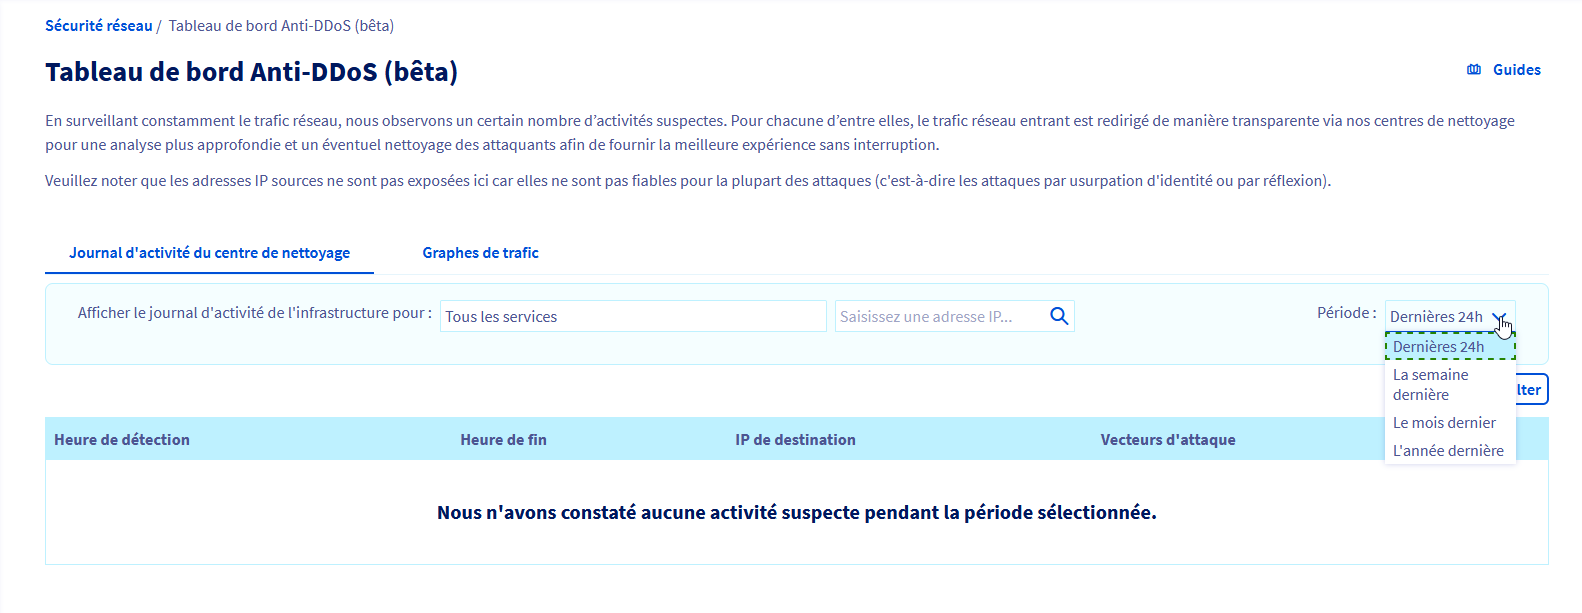 Sécurité réseau / Tableau de bord Anti-DDoS (bêta)
Tableau de bord Anti-DDoS (bêta)
Guides
En surveillant constamment le trafic réseau, nous observons un certain nombre d’activités suspectes. Pour chacune d’entre elles, le trafic réseau entrant est redirigé de manière transparente via nos centres de nettoyage
pour une analyse plus approfondie et un éventuel nettoyage des attaquants afin de fournir la meilleure expérience sans interruption.
Veuillez noter que les adresses IP sources ne sont pas exposées ici car elles ne sont pas fiables pour la plupart des attaques (c'est-à-dire les attaques par usurpation d'identité ou par réflexion).
Journal d'activité du centre de nettoyage
Graphes de trafic
Afficher le journal d'activité de l'infrastructure pour :
Tous les services
Saisissez une adresse IP...
Période :
Dernières 24h
Dernières 24h
La semaine
dernière
Le mois dernier
L'année dernière
Heure de détection
Heure de fin
IP de destination
Vecteurs d'attaque
Nous n'avons constaté aucune activité suspecte pendant la période sélectionnée.